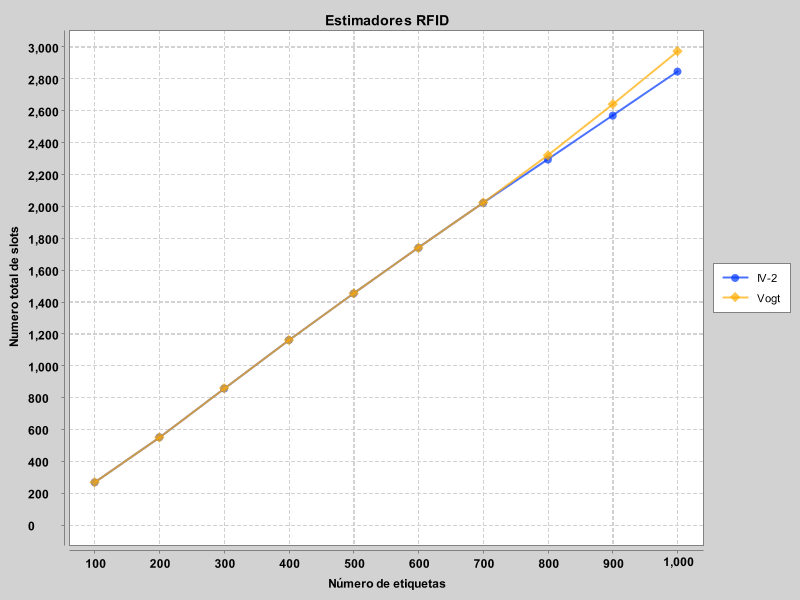 Estimadores RFID
Numero total de slots
3,000
2,800
2,600
2,400
2,200
2,000
1,800
1,600
1,400
1,200
1,000
800
600
400
200
0
100 200 300 400 500 600 700 800 900 1,000
Número de etiquetas
IV-2
Vogt